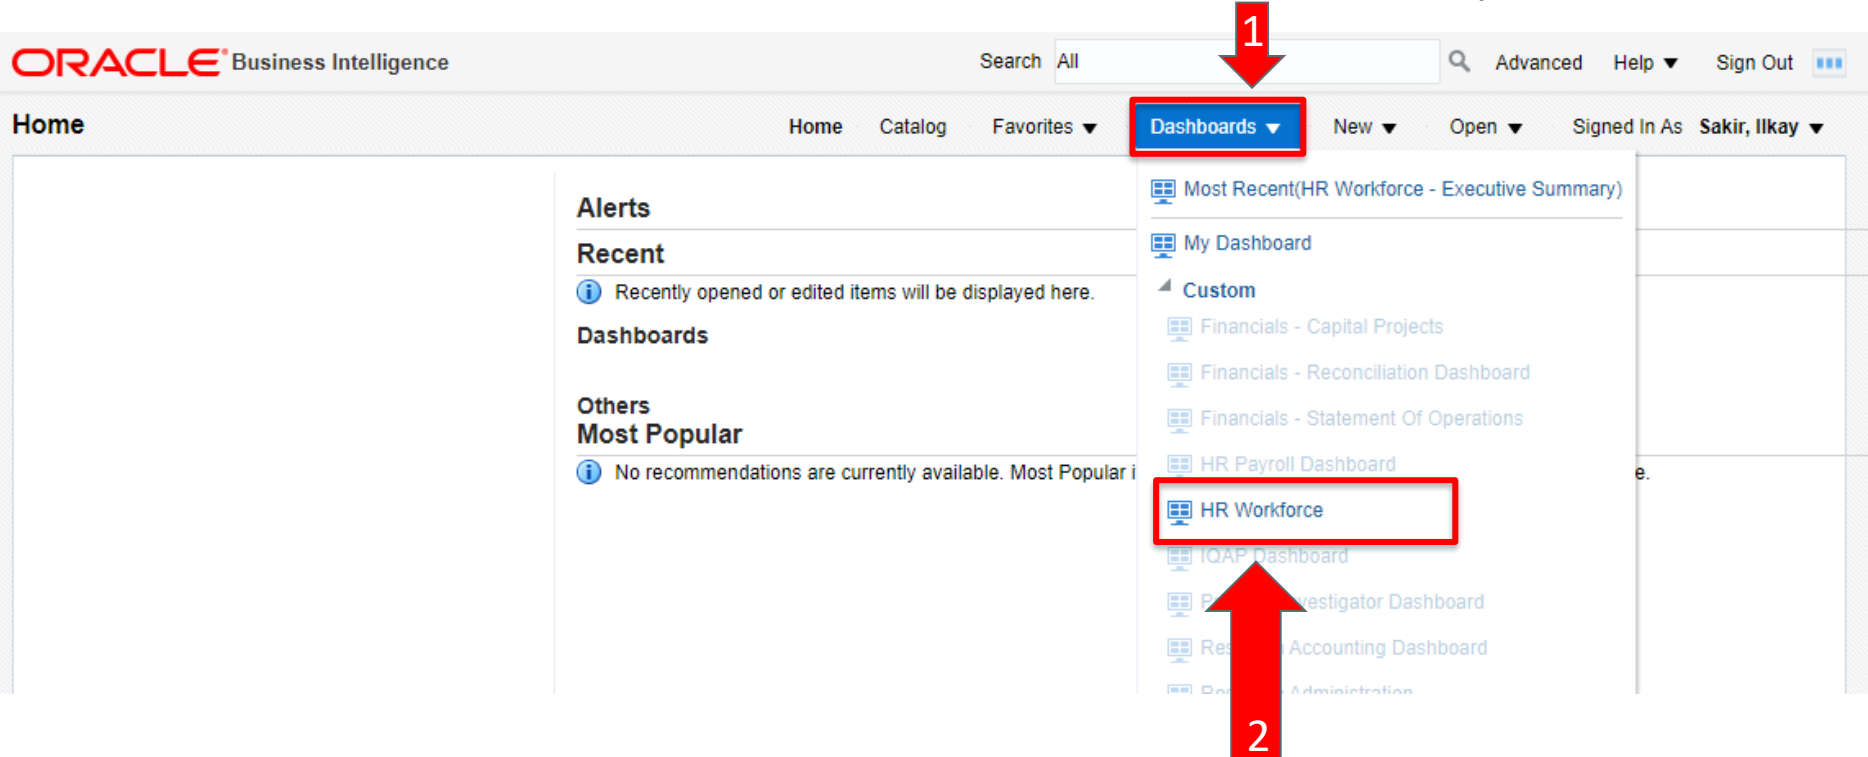 1
ORACLE Business Intelligence
Search All Advanced Help Sign Out
Home
Home Catalog Favorites Dashboards New Open Signed In As Sakir, Ilkay
Most Recent(HR Workforce - Executive Summary)
My Dashboard
Custom
Financials - Capital Projects
Financials - Reconciliation Dashboard
Financials - Statement Of Operations
HR Payroll Dashboard
HR Workforce
IQAP Dashboard
Dashboard
Accounting Dashboard
Administration
Alerts
Recent
Recently opened or edited items will be displayed here.
Dashboards
Others
Most Popular
No recommendations are currently available. Most Popular
2